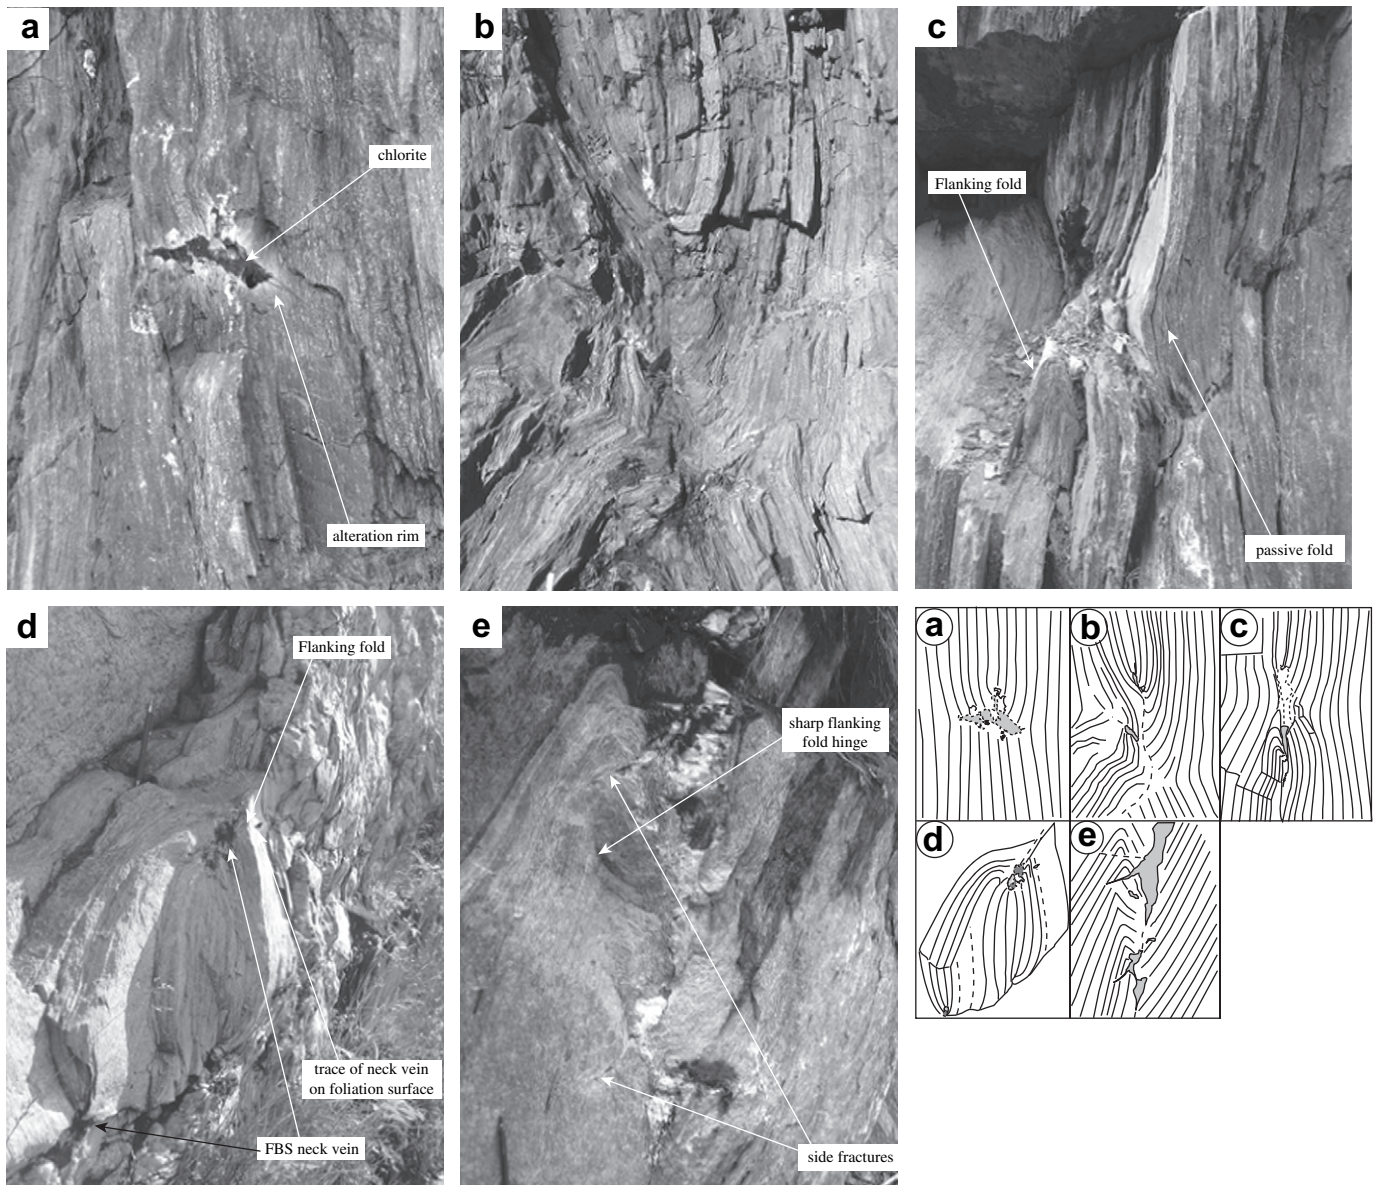 a
chlorite
alteration rim
b
c
Flanking fold
passive fold
d
Flanking fold
trace of neck vein
on foliation surface
FBS neck vein
e
sharp flanking
fold hinge
side fractures
a
b
c
d
e